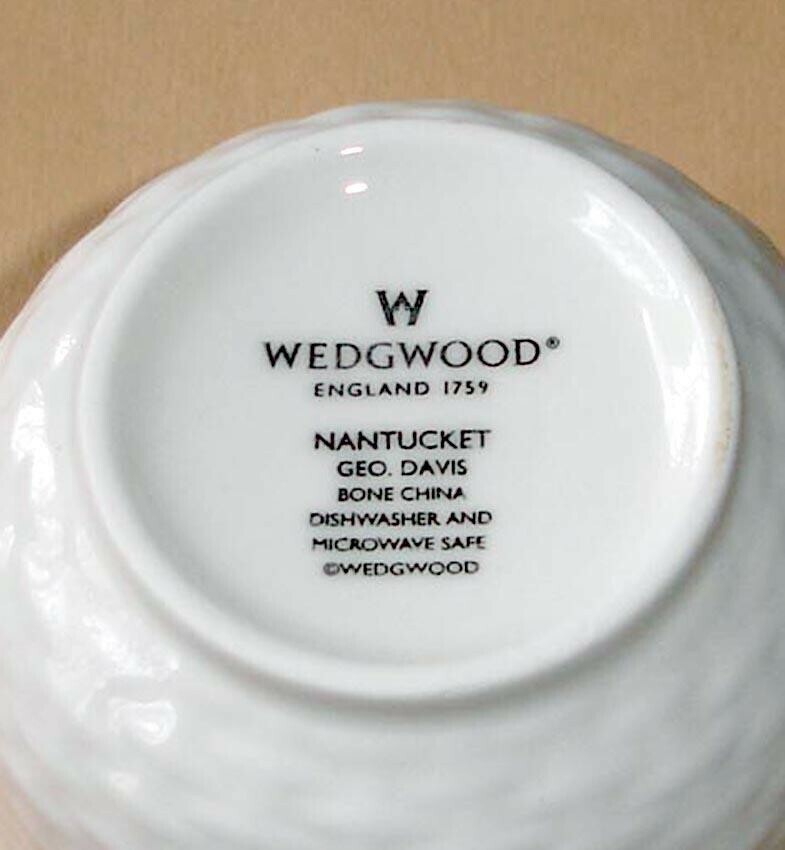 W
WEDGWOOD®
ENGLAND 1759
NANTUCKET
GEO. DAVIS
BONE CHINA
DISHWASHER AND
MICROWAVE SAFE
©WEDGWOOD